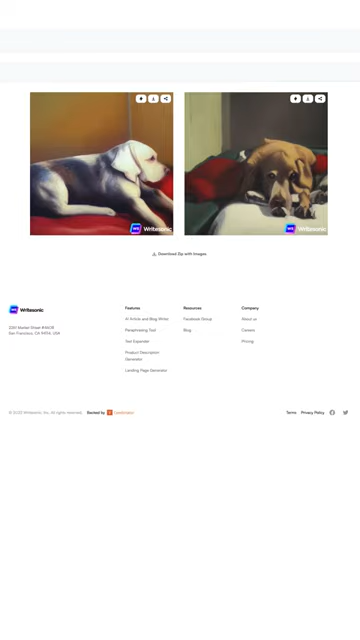 Writesonic
Writesonic
Download Zip with Images
Writesonic
Features
Resources
Company
2261 Market Street #5408
San Francisco, CA 94114, USA
AI Article and Blog Writer
Facebook Group
About us
Paraphrasing Tool
Blog
Careers
Text Expander
Pricing
Product Description
Generator
Landing Page Generator
© 2022 Writesonic, Inc. All rights reserved.
Backed by
Terms
Privacy Policy